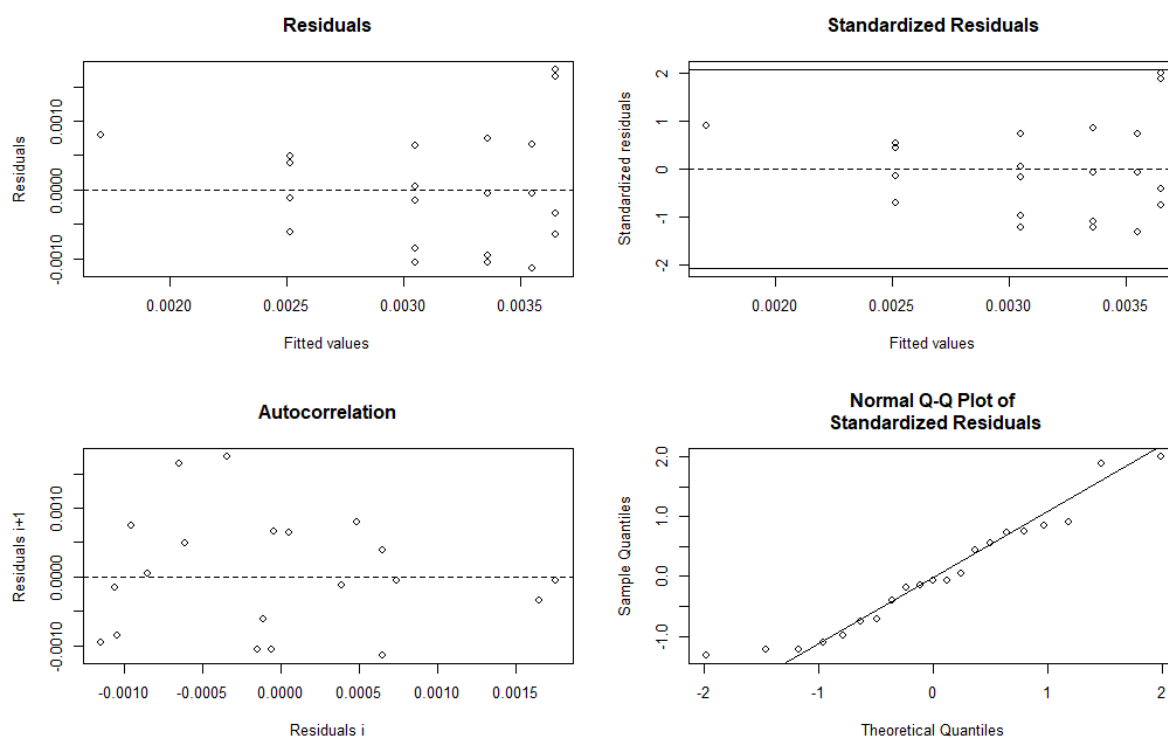 Residuals
Residuals
0.0010
0.0000
-0.0010
0.0020 0.0025 0.0030 0.0035
Fitted values
Standardized Residuals
Standardized residuals
2
1
0
-1
-2
0.0020 0.0025 0.0030 0.0035
Fitted values
Autocorrelation
Residuals i+1
0.0010
0.0000
-0.0010
-0.0010 -0.0005 0.0000 0.0005 0.0010 0.0015
Residuals i
Normal Q-Q Plot of
Standardized Residuals
Sample Quantiles
2.0
1.0
0.0
-1.0
-2 -1 0 1 2
Theoretical Quantiles